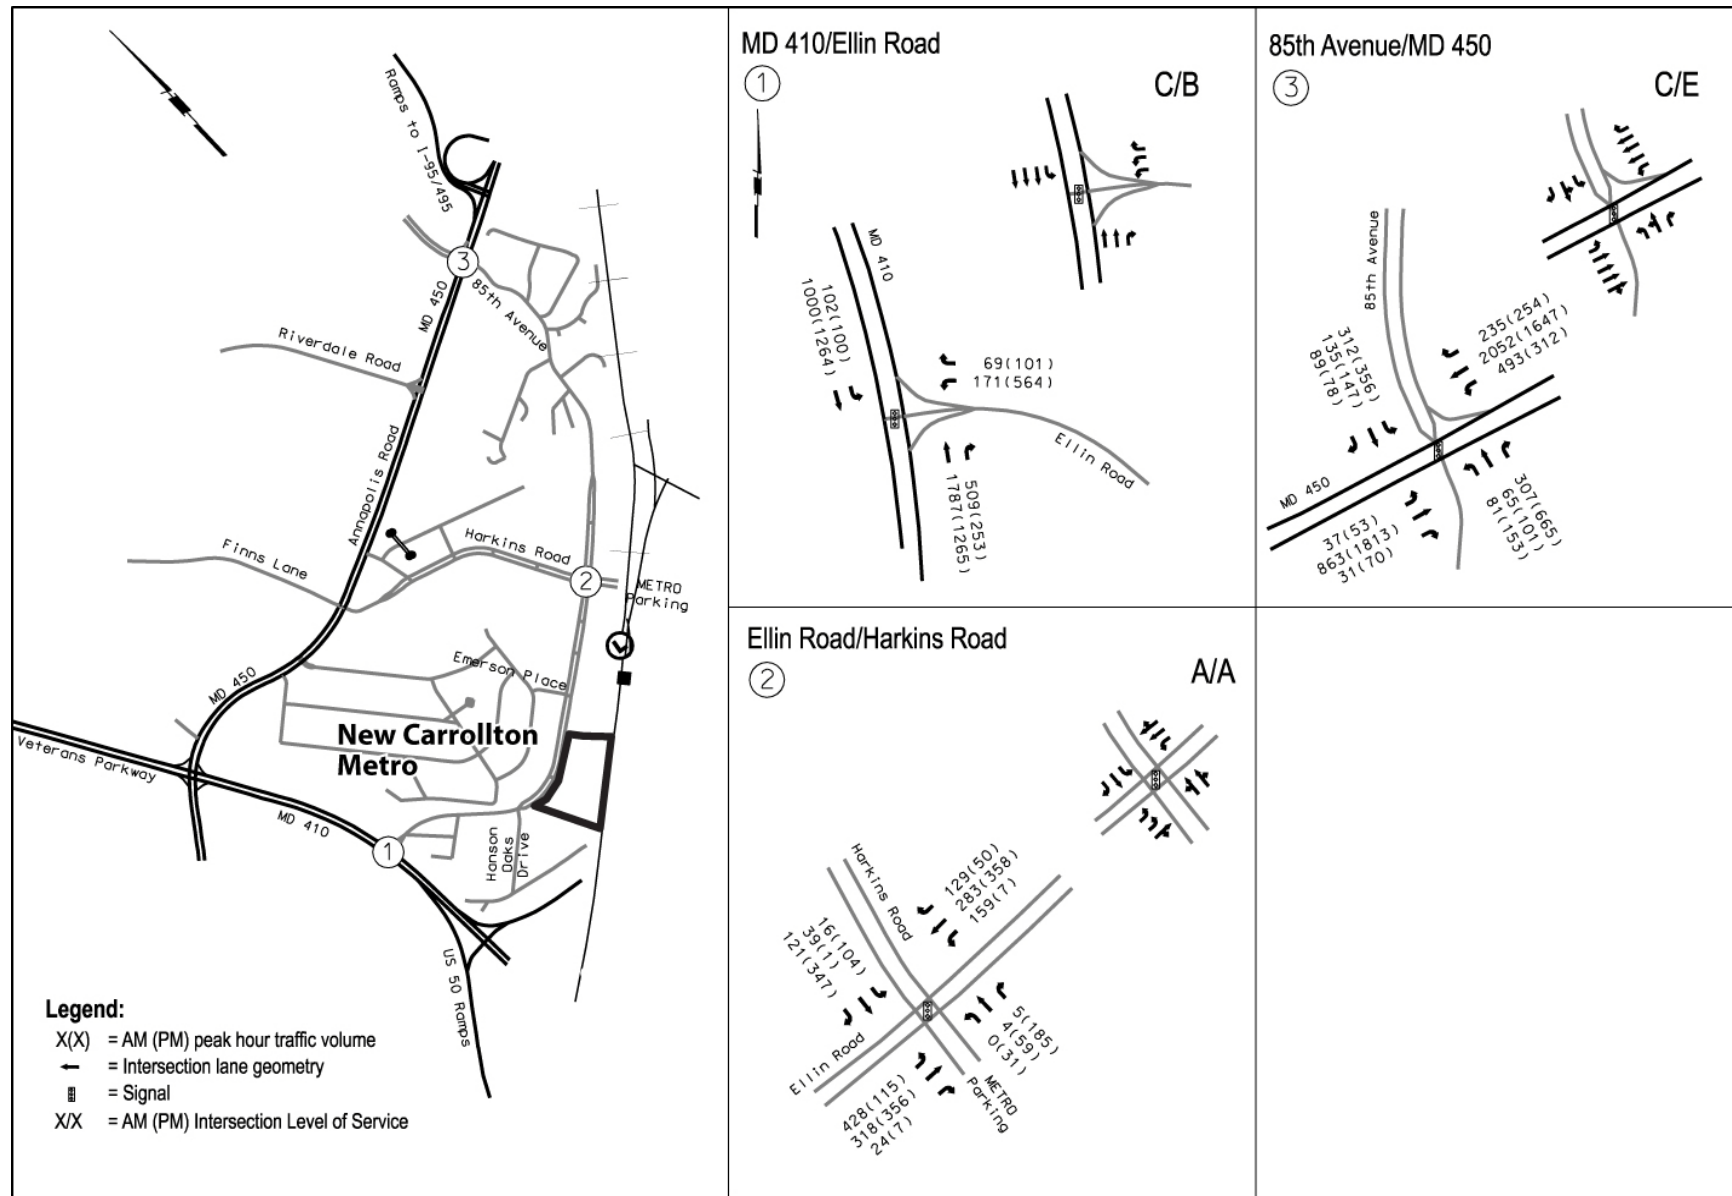 Ramps to I-95/495
3
MD 450
85th Avenue
Riverdale Road
Annapolis Road
Finns Lane
Harkins Road
2
METRO
Parking
Emerson Place
MD 450
New Carrollton
Metro
Veterans Parkway
MD 410
1
Hanson
Oaks
Drive
US 50 Ramps
Legend:
X(X) = AM (PM) peak hour traffic volume
= Intersection lane geometry
= Signal
X/X = AM (PM) Intersection Level of Service
MD 410/Ellin Road
1
C/B
MD 410
102(100)
1000(1264)
69(101)
171(564)
Ellin Road
509(253)
1787(1265)
85th Avenue/MD 450
3
C/E
85th Avenue
235(254)
2052(1647)
493(312)
312(356)
135(147)
89(78)
MD 450
37(53)
863(1813)
31(70)
307(665)
65(101)
81(153)
Ellin Road/Harkins Road
2
A/A
Harkins Road
129(50)
283(358)
159(7)
16(104)
39(1)
121(347)
Ellin Road
5(185)
4(59)
0(31)
METRO
Parking
428(115)
318(356)
24(7)